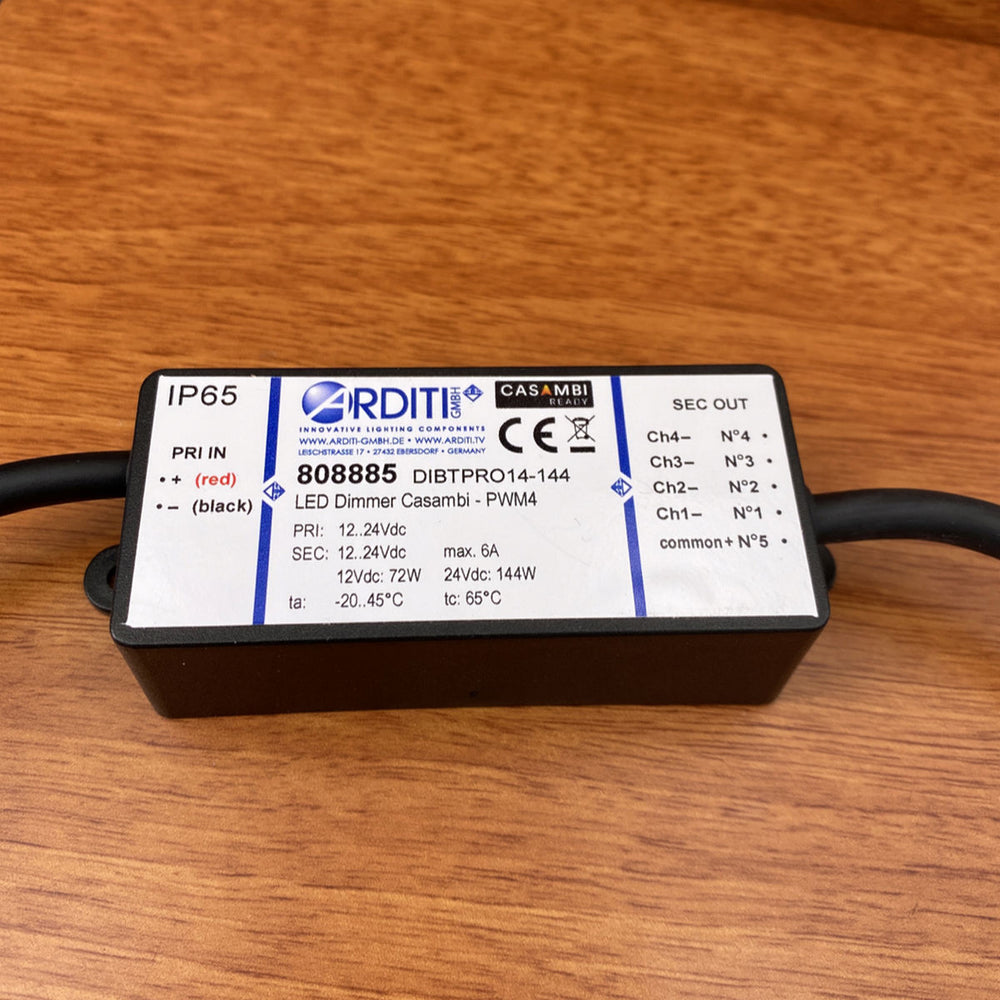 IP65
PRI IN
• + (red)
• – (black)
ARDITI GMBH
INNOVATIVE LIGHTING COMPONENTS
WWW.ARDITI-GMBH.DE • WWW.ARDITI.TV
LEISCHSTRASSE 17 • 27432 EBERSDORF • GERMANY
CASAMBI
READY
CE
808885 DIBTPRO14-144
LED Dimmer Casambi - PWM4
PRI: 12..24Vdc
SEC: 12..24Vdc max. 6A
12Vdc: 72W 24Vdc: 144W
ta: -20..45°C tc: 65°C
SEC OUT
Ch4– N°4 •
Ch3– N°3 •
Ch2– N°2 •
Ch1– N°1 •
common+ N°5 •